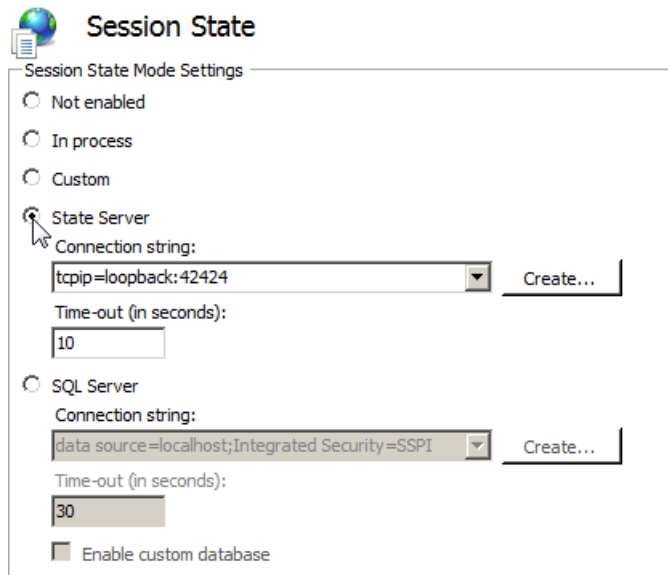 Session State
Session State Mode Settings
Not enabled
In process
Custom
State Server
Connection string:
tcpip=loopback:42424
Create...
Time-out (in seconds):
10
SQL Server
Connection string:
data source=localhost;Integrated Security=SSPI
Create...
Time-out (in seconds):
30
Enable custom database